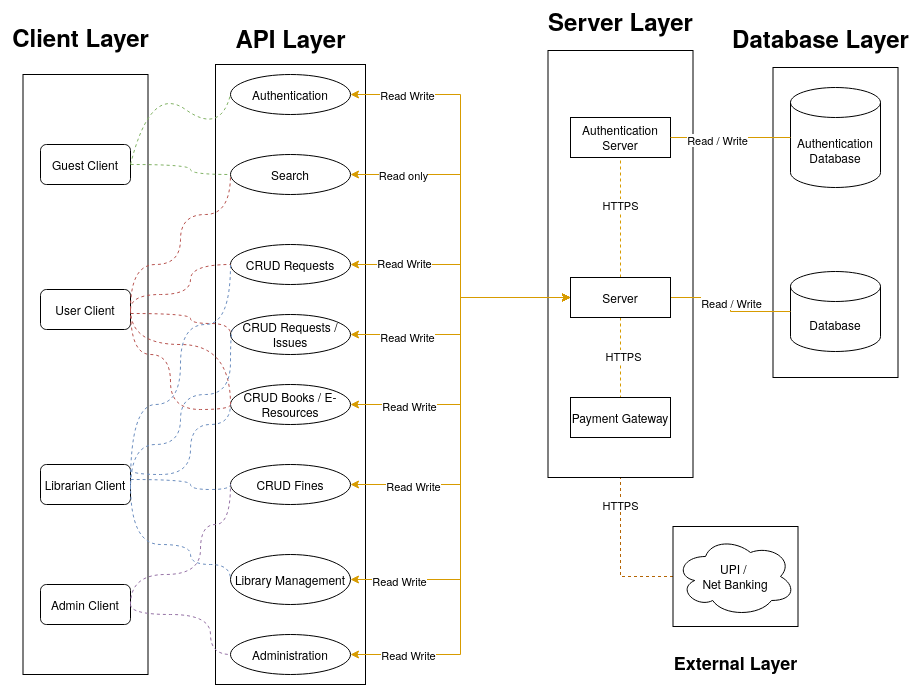 Client Layer
API Layer
Server Layer
Database Layer
Guest Client
User Client
Librarian Client
Admin Client
Authentication
Search
CRUD Requests
CRUD Requests /
Issues
CRUD Books / E-
Resources
CRUD Fines
Library Management
Administration
Read Write
Read only
Read Write
Read Write
Read Write
Read Write
Read Write
Read Write
Authentication
Server
HTTPS
Server
HTTPS
Payment Gateway
HTTPS
Read / Write
Read / Write
Authentication
Database
Database
UPI /
Net Banking
External Layer